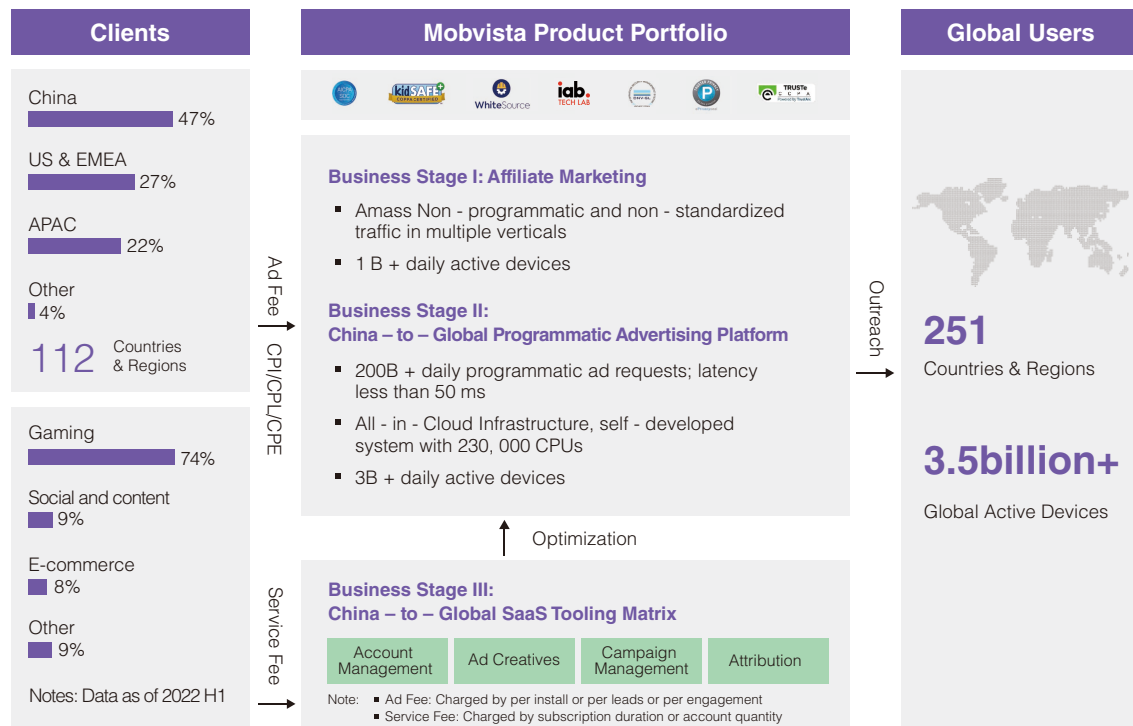 Clients
China
47%
US & EMEA
27%
APAC
22%
Other
4%
112
Countries
& Regions
Gaming
74%
Social and content
9%
E-commerce
8%
Other
9%
Notes: Data as of 2022 H1
Ad Fee
CPI/CPL/CPE
Service Fee
Mobvista Product Portfolio
AICPA
SOC
kidSAFE
COPPA CERTIFIED
WhiteSource
iab.
TECH LAB
DNV·GL
P
TRUSTe
Business Stage I: Affiliate Marketing
▪ Amass Non - programmatic and non - standardized
traffic in multiple verticals
▪ 1 B + daily active devices
Business Stage II:
China – to – Global Programmatic Advertising Platform
▪ 200B + daily programmatic ad requests; latency
less than 50 ms
▪ All - in - Cloud Infrastructure, self - developed
system with 230, 000 CPUs
▪ 3B + daily active devices
Optimization
Business Stage III:
China – to – Global SaaS Tooling Matrix
Account
Management
Ad Creatives
Campaign
Management
Attribution
Note: ▪ Ad Fee: Charged by per install or per leads or per engagement
▪ Service Fee: Charged by subscription duration or account quantity
Outreach
Global Users
251
Countries & Regions
3.5billion+
Global Active Devices